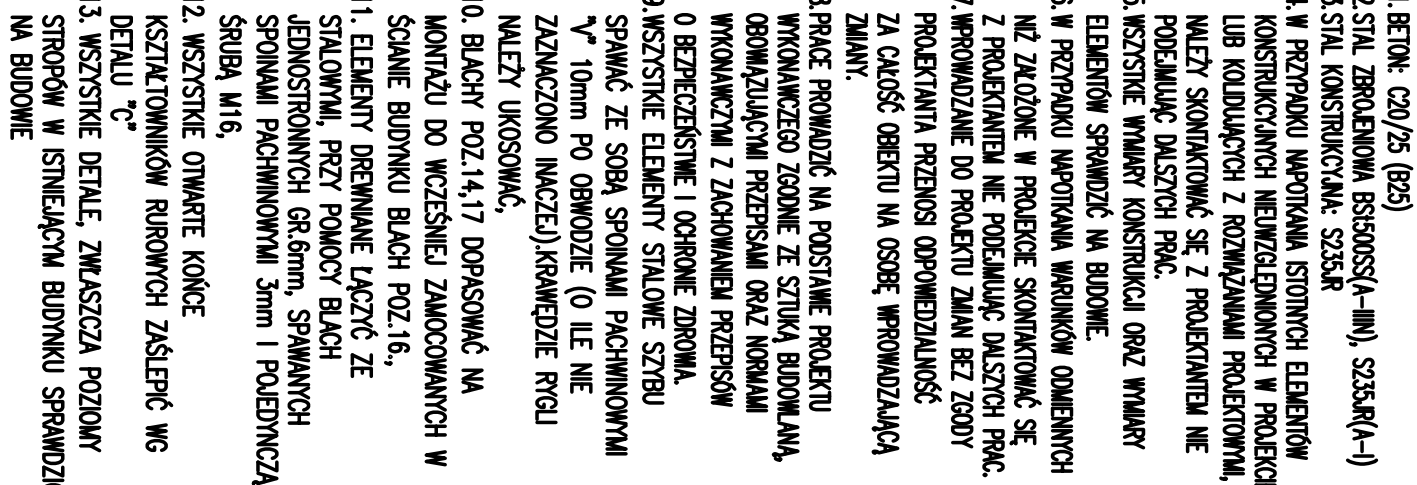 1. BETON: C20/25 (B25)
2.STAL ZBROJENIOWA BSt500SS(A-IIIN), S235JR(A-I)
3.STAL KONSTRUKCYJNA: S235JR
4. W PRZYPADKU NAPOTKANIA ISTOTNYCH ELEMENTÓW
KONSTRUKCYJNYCH NIEUWZGLĘDNIONYCH W PROJEKCIE
LUB KOLIDUJĄCYCH Z ROZWIĄZANIAMI PROJEKTOWYMI,
NALEŻY SKONTAKTOWAĆ SIĘ Z PROJEKTANTEM NIE
PODEJMUJĄC DALSZYCH PRAC.
5. WSZYSTKIE WYMIARY KONSTRUKCJI ORAZ WYMIARY
ELEMENTÓW SPRAWDZIĆ NA BUDOWIE.
6. W PRZYPADKU NAPOTKANIA WARUNKÓW ODMIENNYCH
NIŻ ZAŁOŻONE W PROJEKCIE SKONTAKTOWAĆ SIĘ
Z PROJEKTANTEM NIE PODEJMUJĄC DALSZYCH PRAC.
7. WPROWADZANIE DO PROJEKTU ZMIAN BEZ ZGODY
PROJEKTANTA PRZENOSI ODPOWIEDZIALNOŚĆ
ZA CAŁOŚĆ OBIEKTU NA OSOBĘ WPROWADZAJĄCĄ
ZMIANY.
8.PRACE PROWADZIĆ NA PODSTAWIE PROJEKTU
WYKONAWCZEGO ZGODNIE ZE SZTUKĄ BUDOWLANĄ,
OBOWIĄZUJĄCYMI PRZEPISAMI ORAZ NORMAMI
WYKONAWCZYMI Z ZACHOWANIEM PRZEPISÓW
O BEZPIECZEŃSTWIE I OCHRONIE ZDROWIA.
9.WSZYSTKIE ELEMENTY STALOWE SZYBU
SPAWAĆ ZE SOBĄ SPOINAMI PACHWINOWYMI
"V" 10mm PO OBWODZIE (O ILE NIE
ZAZNACZONO INACZEJ).KRAWĘDZIE RYGLI
NALEŻY UKOSOWAĆ,
10. BLACHY POZ.14,17 DOPASOWAĆ NA
MONTAŻU DO WCZEŚNIEJ ZAMOCOWANYCH W
ŚCIANIE BUDYNKU BLACH POZ.16.,
11. ELEMENTY DREWNIANE ŁĄCZYĆ ZE
STALOWYMI, PRZY POMOCY BLACH
JEDNOSTRONNYCH GR.6mm, SPAWANYCH
SPOINAMI PACHWINOWYMI 3mm I POJEDYNCZĄ
ŚRUBĄ M16,
12. WSZYSTKIE OTWARTE KOŃCE
KSZTAŁTOWNIKÓW RUROWYCH ZAŚLEPIĆ WG
DETALU "C"
13. WSZYSTKIE DETALE, ZWŁASZCZA POZIOMY
STROPÓW W ISTNIEJĄCYM BUDYNKU SPRAWDZIĆ
NA BUDOWIE